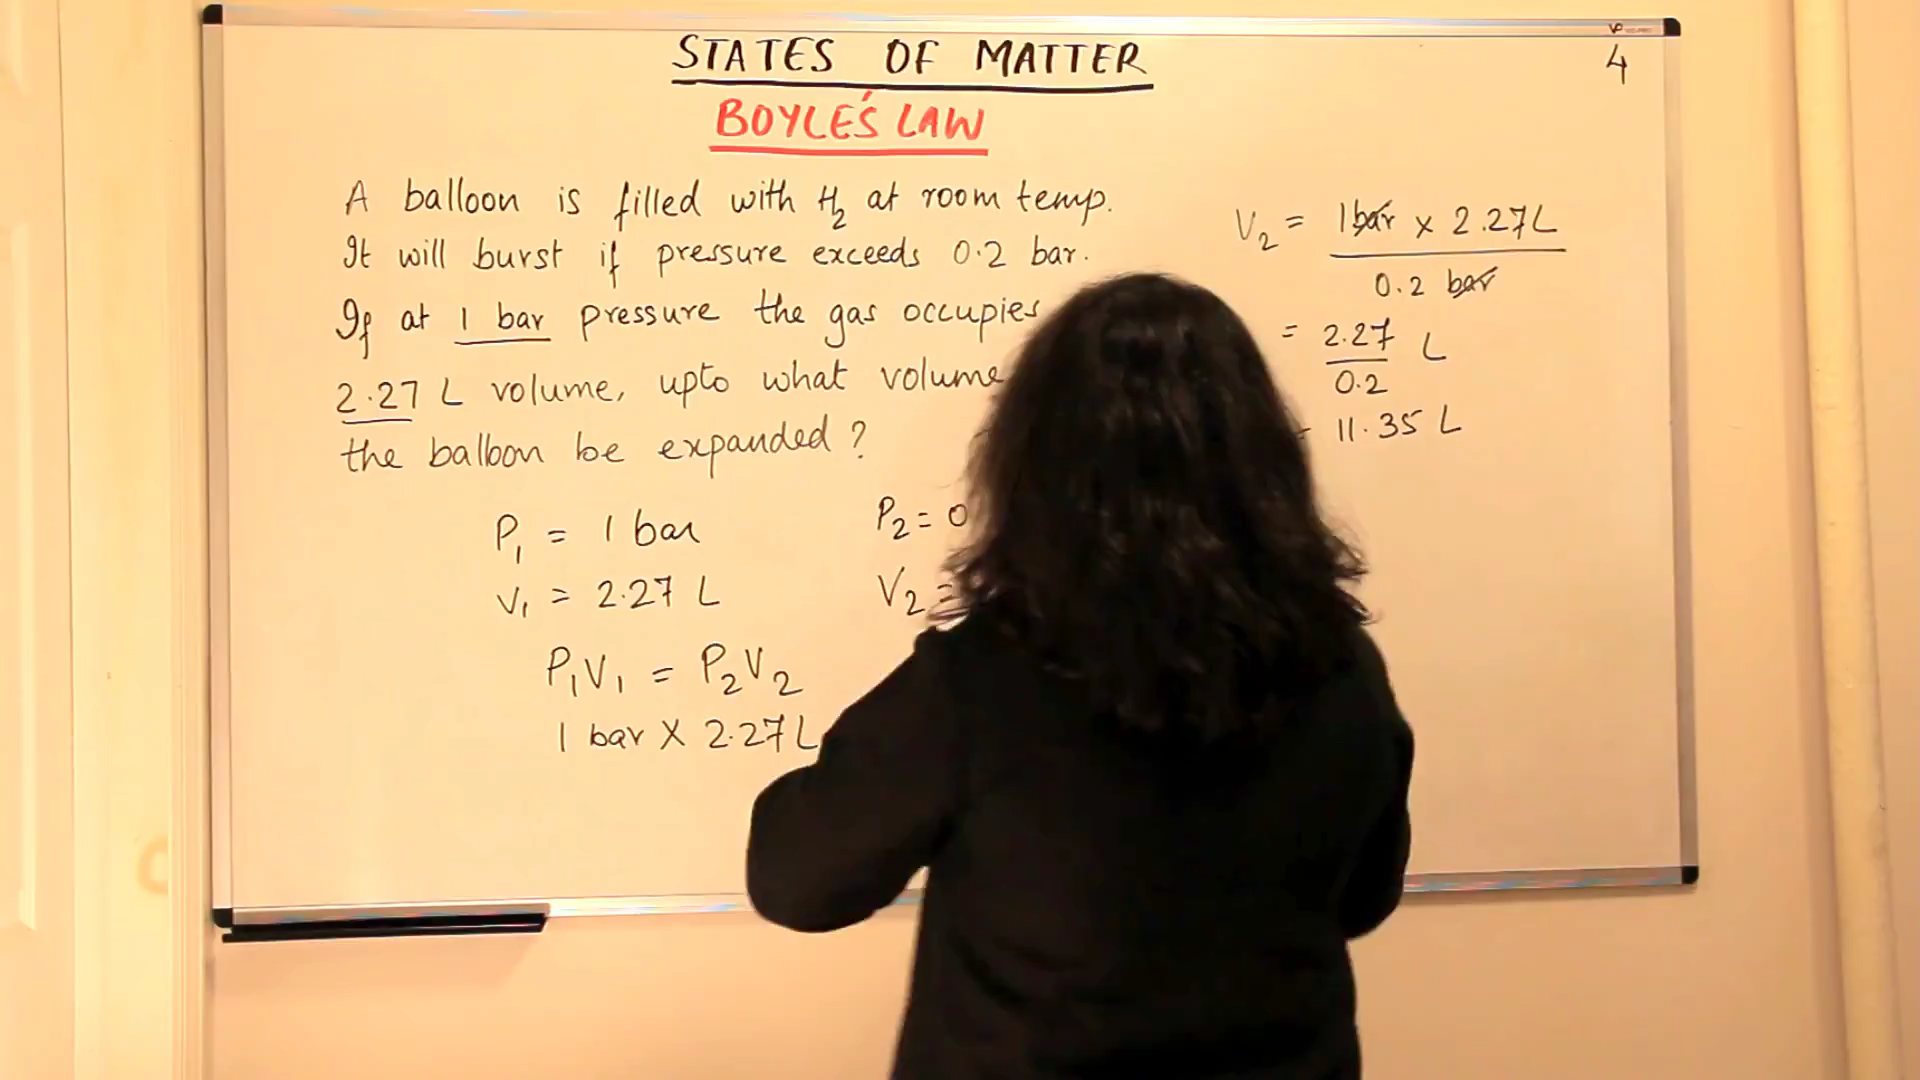 STATES OF MATTER
4
BOYLE'S LAW
A balloon is filled with H₂ at room temp.
It will burst if pressure exceeds 0.2 bar.
If at 1 bar pressure the gas occupies
2.27 L volume, upto what volume
the balloon be expanded?
P₁ = 1 bar
V₁ = 2.27 L
P₂ = 0
V₂ =
P₁V₁ = P₂V₂
1 bar X 2.27 L
V₂ = 1 bar x 2.27 L
0.2 bar
= 2.27 L
0.2
= 11.35 L